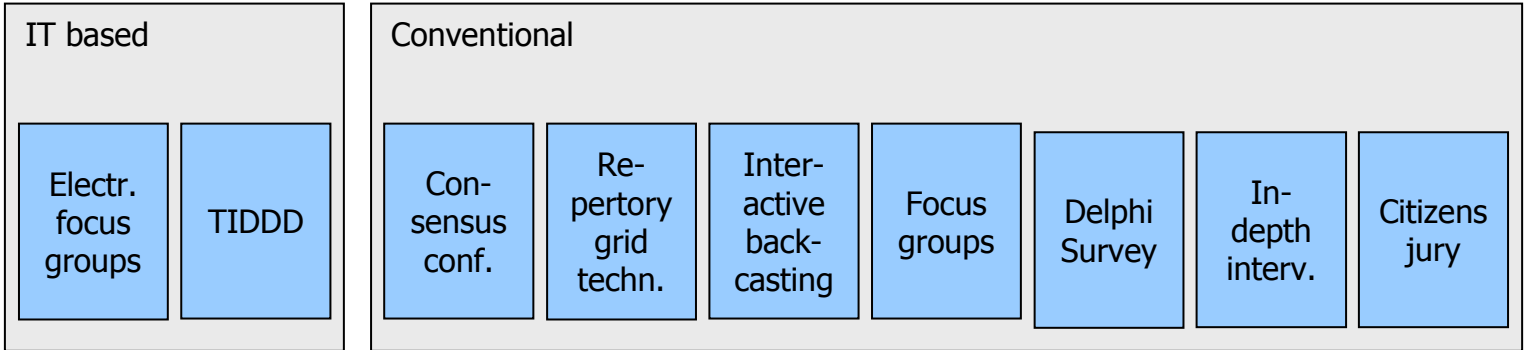 IT based
Electr.
focus
groups
TIDDD
Conventional
Con-
sensus
conf.
Re-
pertory
grid
techn.
Inter-
active
back-
casting
Focus
groups
Delphi
Survey
In-
depth
interv.
Citizens
jury